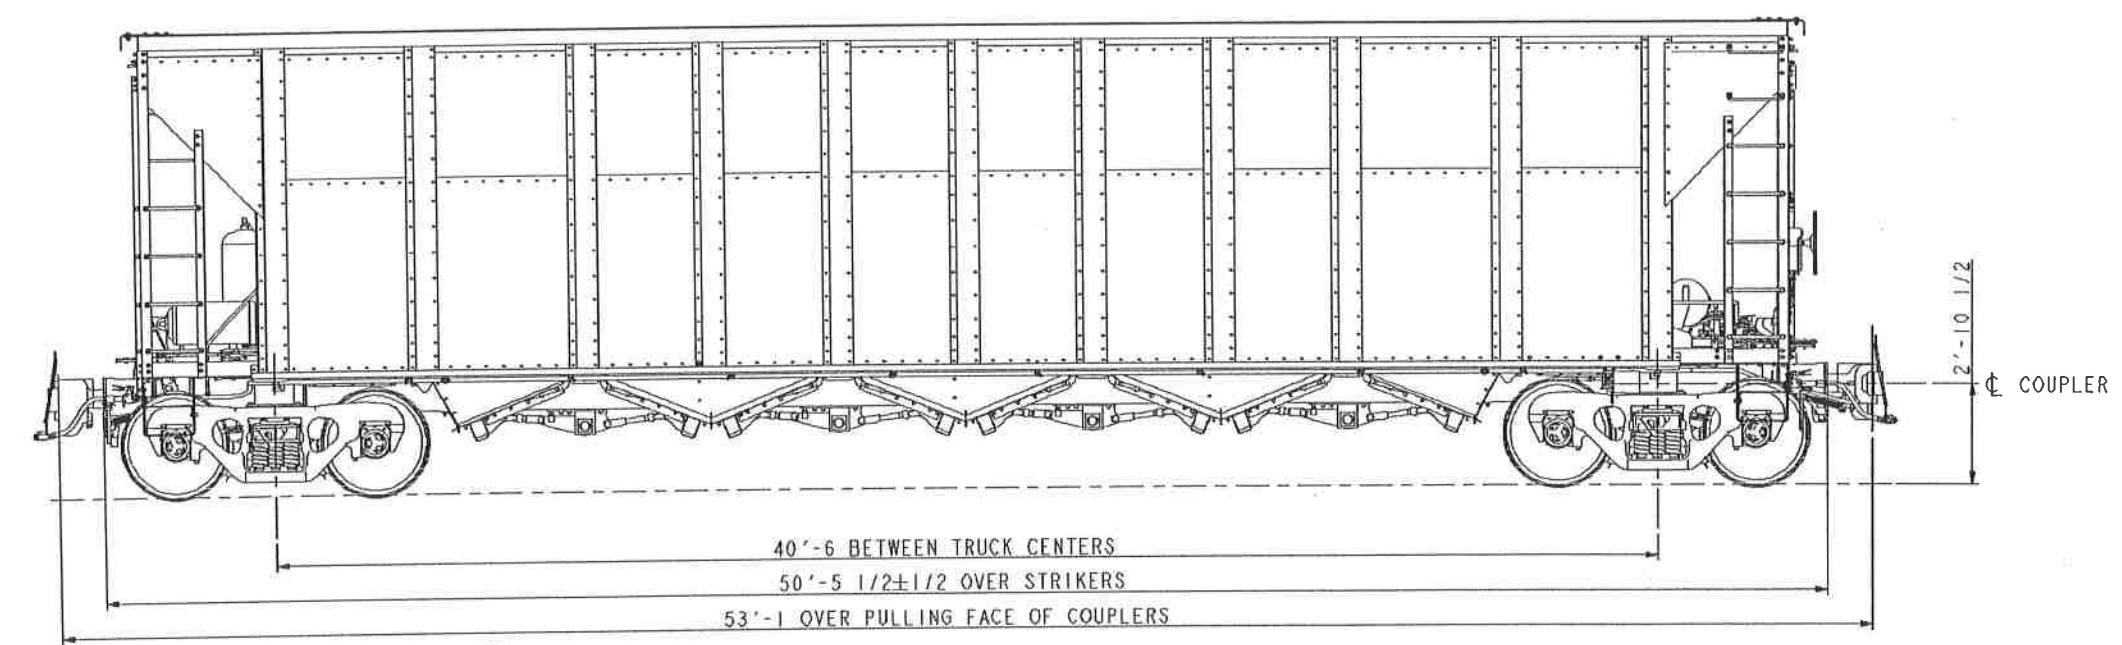 2'-10 1/2
℄ COUPLER
40'-6 BETWEEN TRUCK CENTERS
50'-5 1/2±1/2 OVER STRIKERS
53'-1 OVER PULLING FACE OF COUPLERS